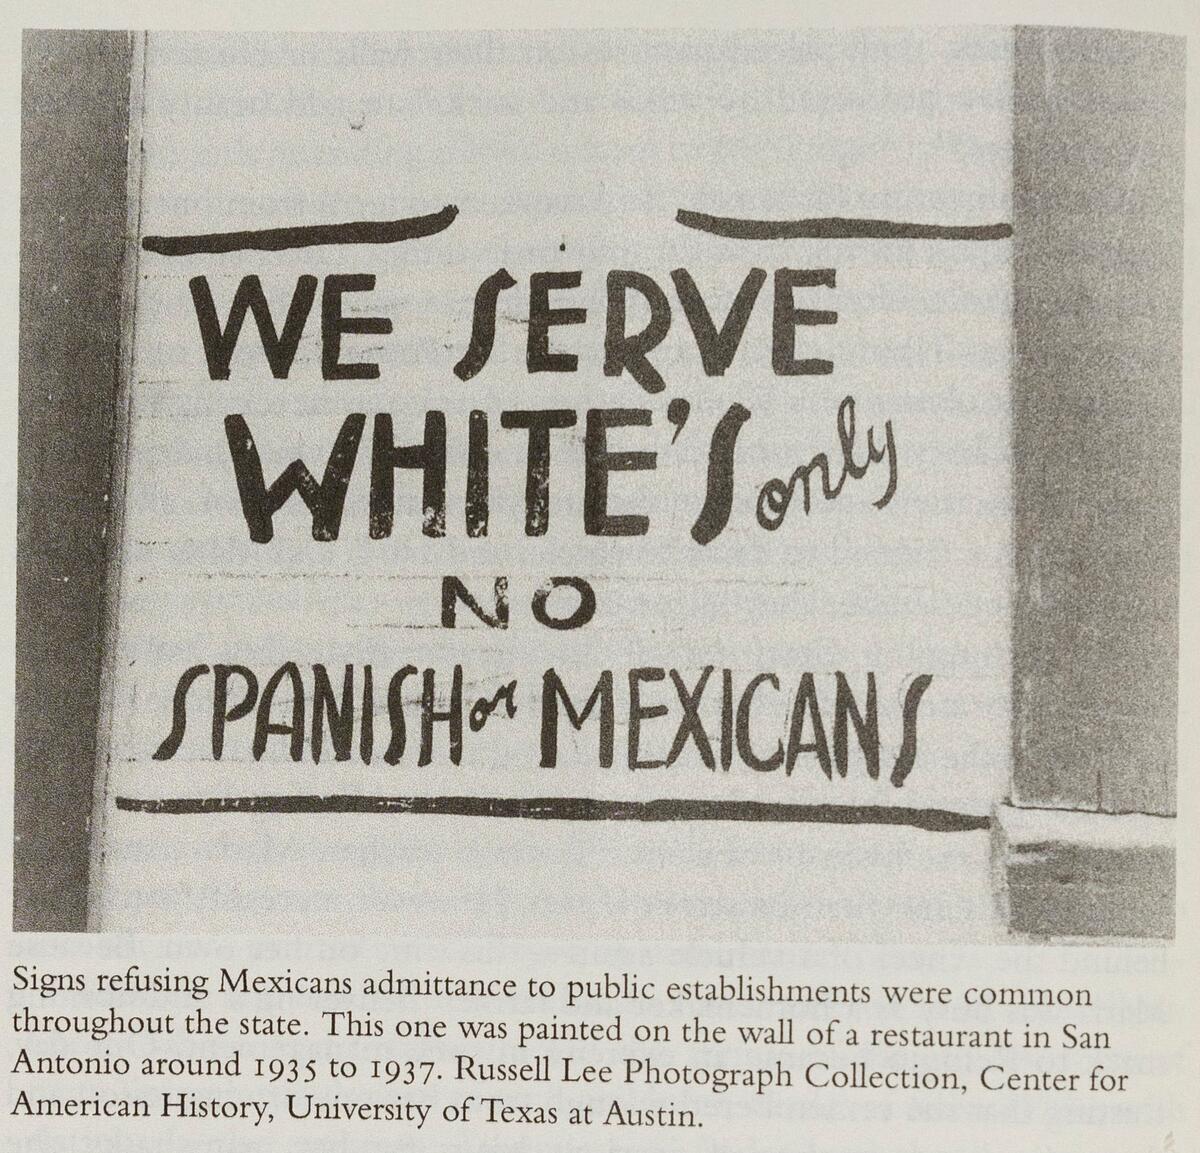 WE SERVE
WHITE'S only
NO
SPANISH or MEXICANS
Signs refusing Mexicans admittance to public establishments were common
throughout the state. This one was painted on the wall of a restaurant in San
Antonio around 1935 to 1937. Russell Lee Photograph Collection, Center for
American History, University of Texas at Austin.